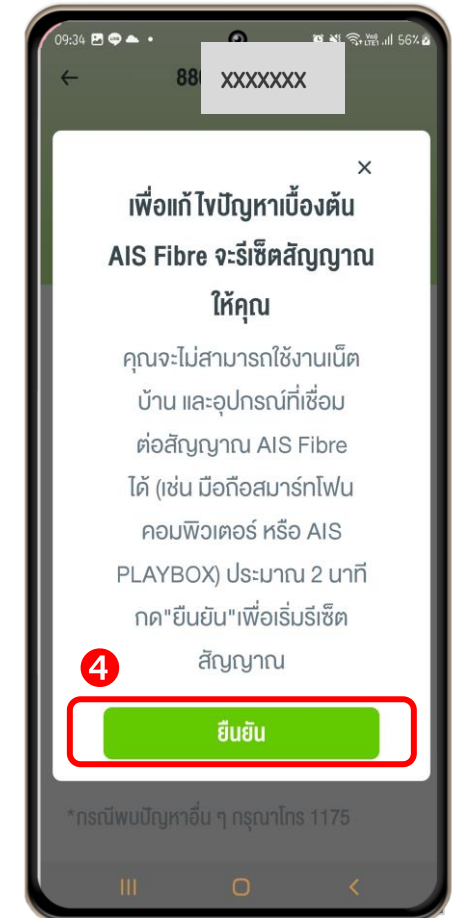 09:34
56%
880 XXXXXXX
×
เพื่อแก้ไขปัญหาเบื้องต้น
AIS Fibre จะรีเซ็ตสัญญาณ
ให้คุณ
คุณจะไม่สามารถใช้งานเน็ต
บ้าน และอุปกรณ์ที่เชื่อม
ต่อสัญญาณ AIS Fibre
ได้ (เช่น มือถือสมาร์ทโฟน
คอมพิวเตอร์ หรือ AIS
PLAYBOX) ประมาณ 2 นาที
กด"ยืนยัน"เพื่อเริ่มรีเซ็ต
สัญญาณ
4
ยืนยัน
*กรณีพบปัญหาอื่น ๆ กรุณาโทร 1175